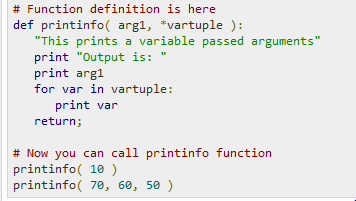 # Function definition is here
def printinfo( arg1, *vartuple ):
   "This prints a variable passed arguments"
   print "Output is: "
   print arg1
   for var in vartuple:
      print var
   return;

# Now you can call printinfo function
printinfo( 10 )
printinfo( 70, 60, 50 )